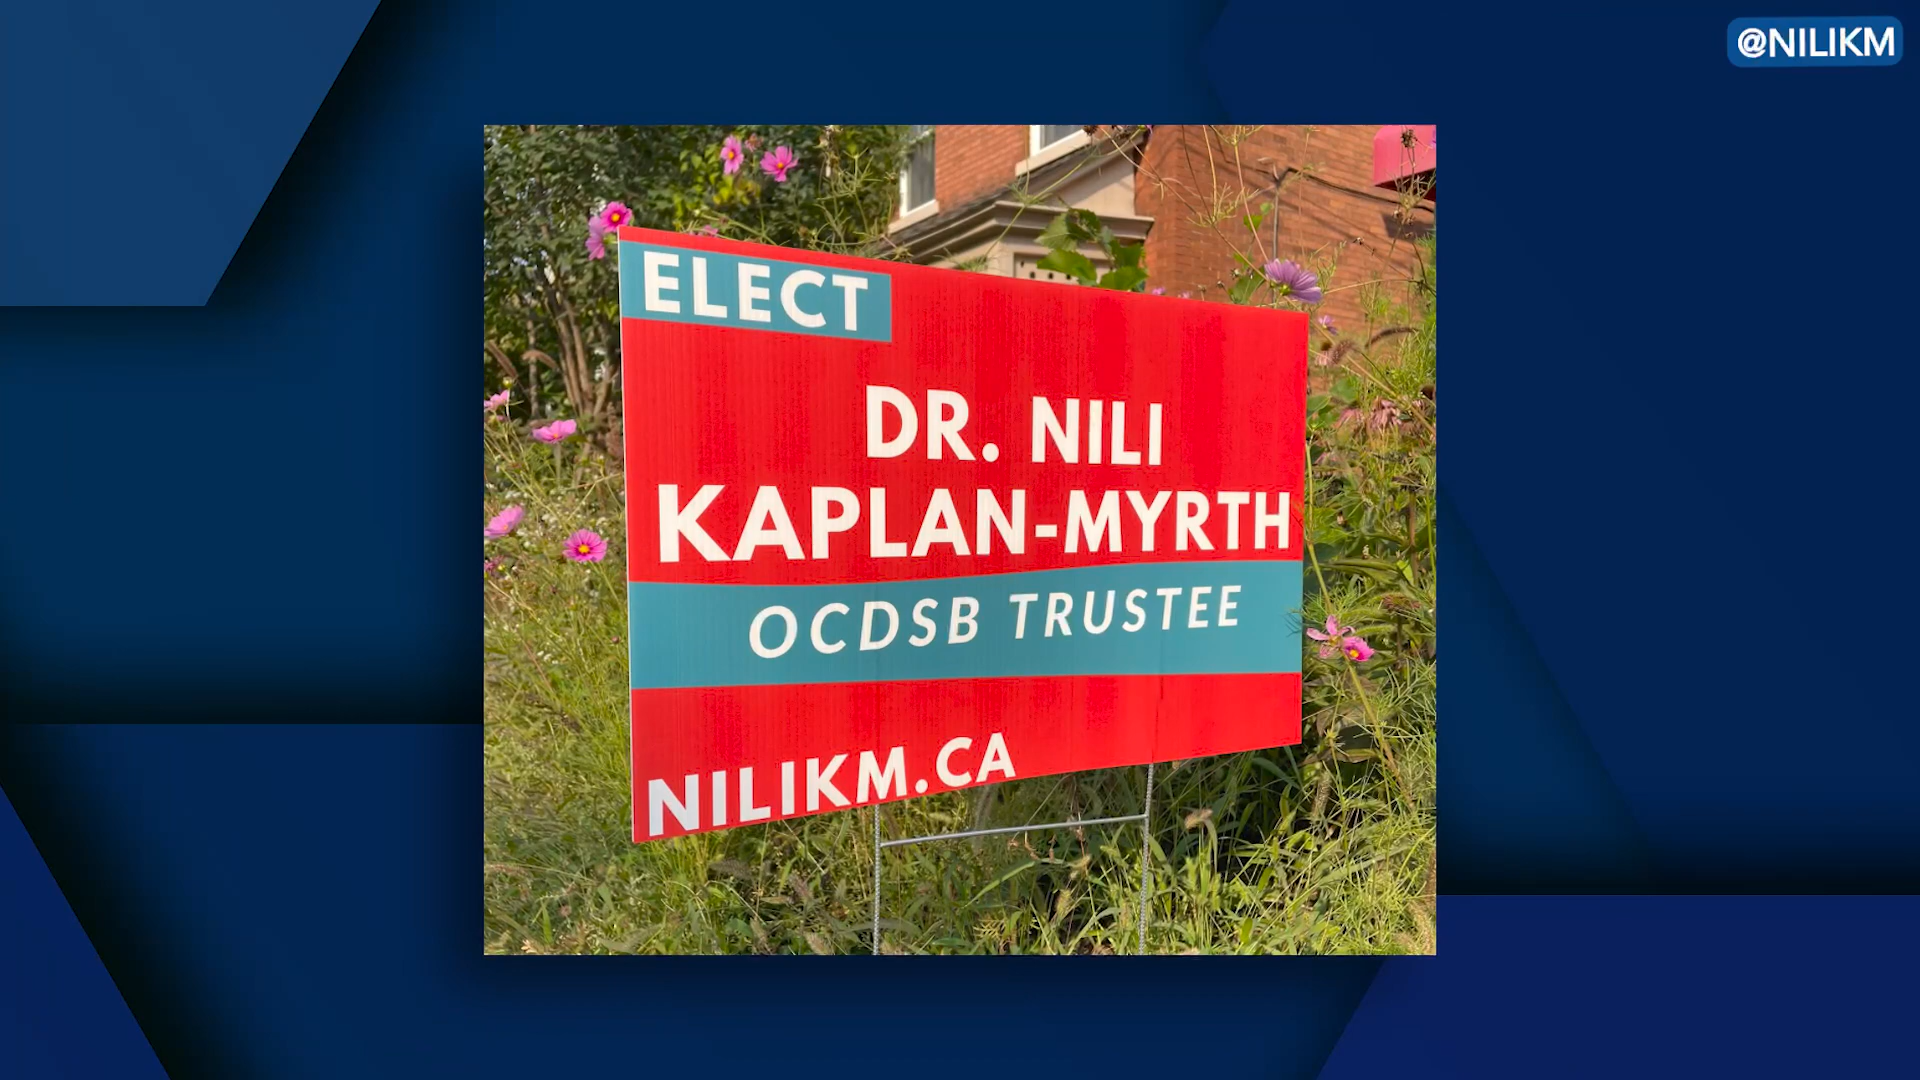 @NILIKM
ELECT
DR. NILI
KAPLAN-MYRTH
OCDSB TRUSTEE
NILIKM.CA